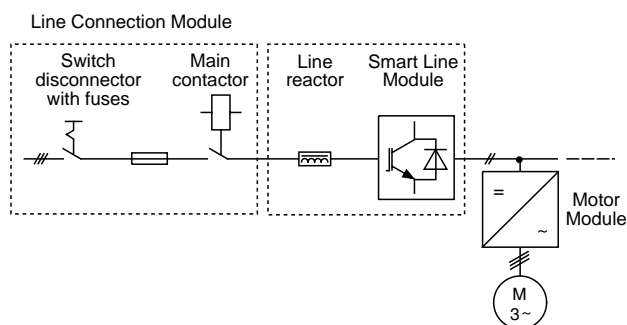 Line Connection Module
Switch
disconnector
with fuses
Main
contactor
Line
reactor
Smart Line
Module
=
~
Motor
Module
M
3~